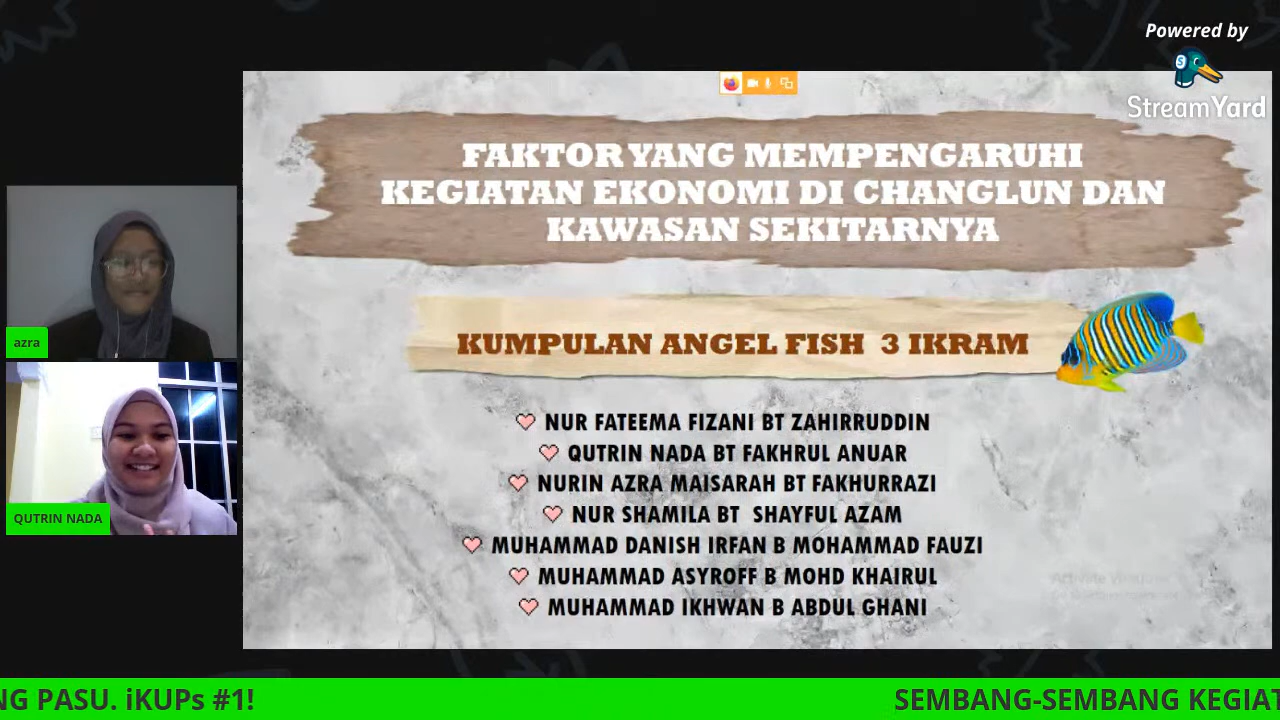 Powered by
StreamYard
FAKTOR YANG MEMPENGARUHI
KEGIATAN EKONOMI DI CHANGLUN DAN
KAWASAN SEKITARNYA
KUMPULAN ANGEL FISH 3 IKRAM
NUR FATEEMA FIZANI BT ZAHIRRUDDIN
QUTRIN NADA BT FAKHRUL ANUAR
NURIN AZRA MAISARAH BT FAKHURRAZI
NUR SHAMILA BT SHAYFUL AZAM
MUHAMMAD DANISH IRFAN B MOHAMMAD FAUZI
MUHAMMAD ASYROFF B MOHD KHAIRUL
MUHAMMAD IKHWAN B ABDUL GHANI
azra
QUTRIN NADA
NG PASU. iKUPs #1!
SEMBANG-SEMBANG KEGIAT